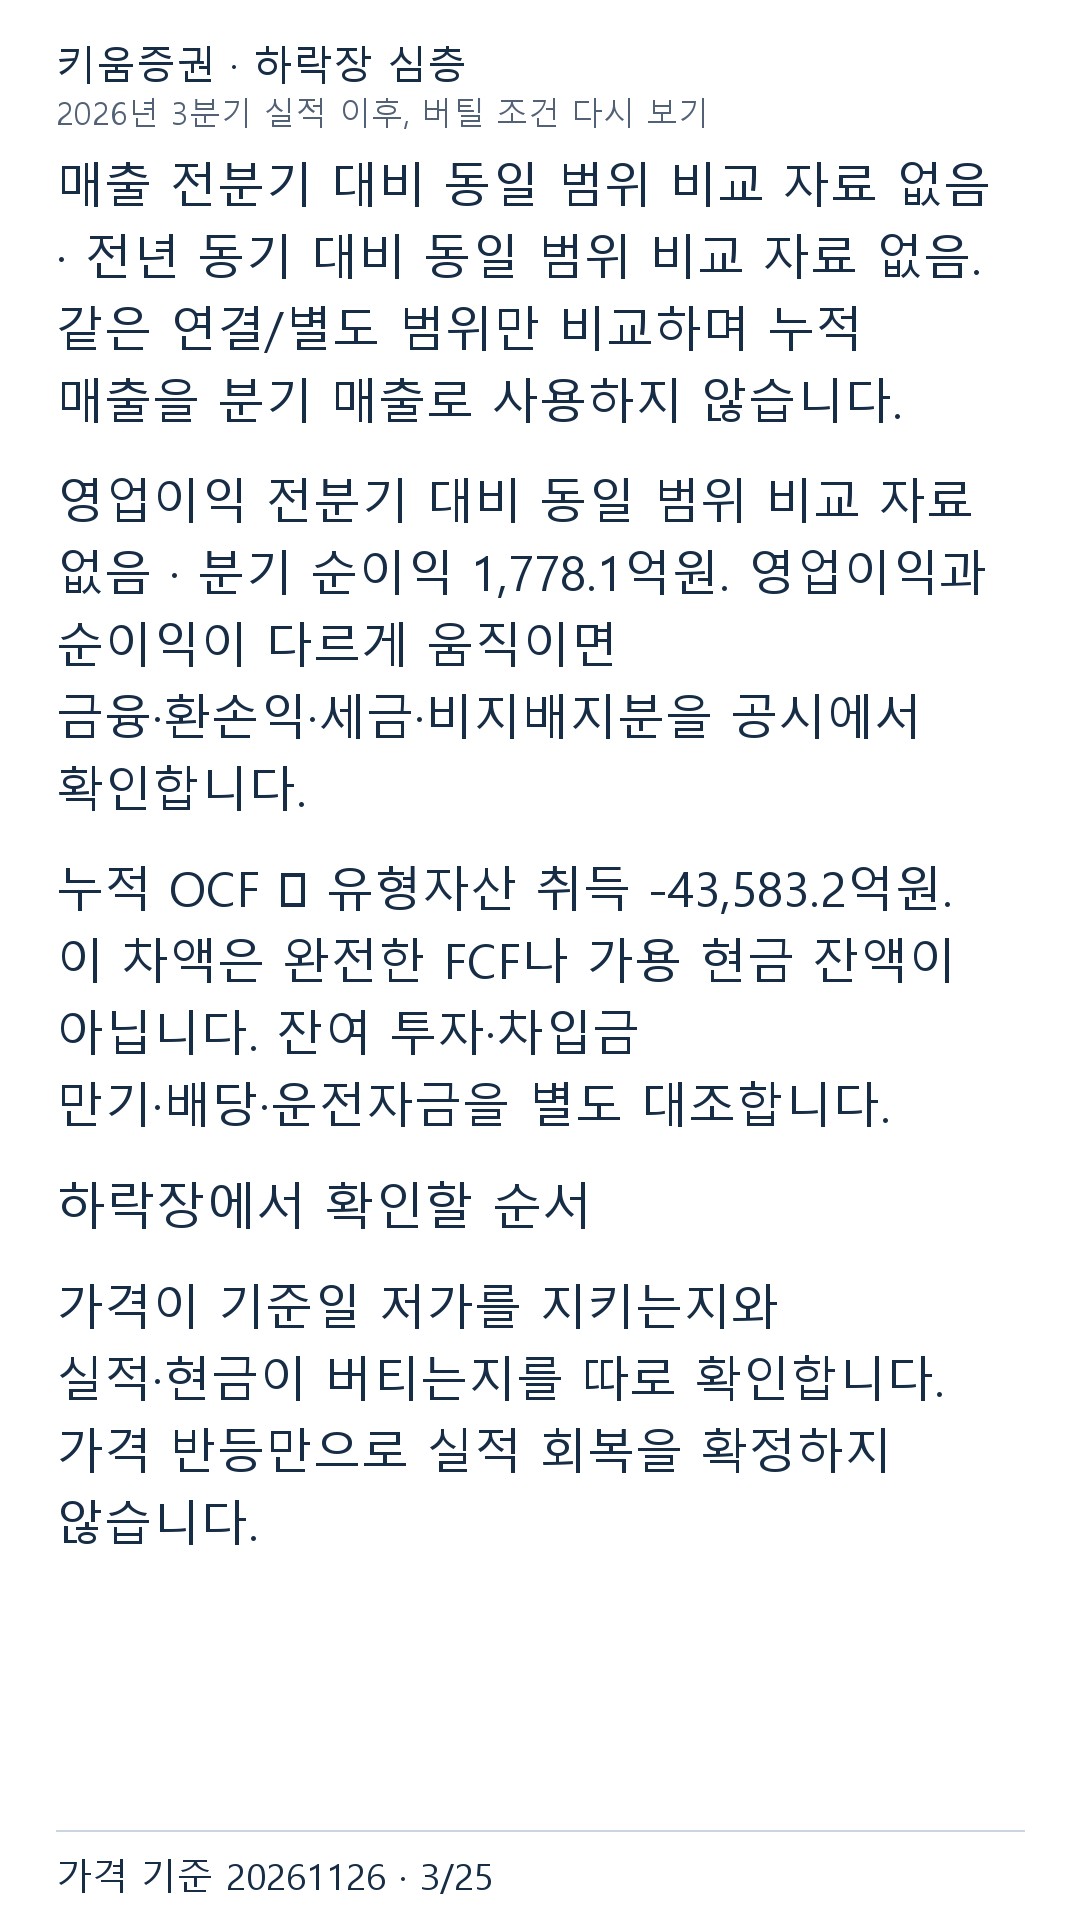 키움증권 · 하락장 심층
2026년 3분기 실적 이후, 버틸 조건 다시 보기
매출 전분기 대비 동일 범위 비교 자료 없음
· 전년 동기 대비 동일 범위 비교 자료 없음.
같은 연결/별도 범위만 비교하며 누적
매출을 분기 매출로 사용하지 않습니다.
영업이익 전분기 대비 동일 범위 비교 자료
없음 · 분기 순이익 1,778.1억원. 영업이익과
순이익이 다르게 움직이면
금융·환손익·세금·비지배지분을 공시에서
확인합니다.
누적 OCF □ 유형자산 취득 -43,583.2억원.
이 차액은 완전한 FCF나 가용 현금 잔액이
아닙니다. 잔여 투자·차입금
만기·배당·운전자금을 별도 대조합니다.
하락장에서 확인할 순서
가격이 기준일 저가를 지키는지와
실적·현금이 버티는지를 따로 확인합니다.
가격 반등만으로 실적 회복을 확정하지
않습니다.
가격 기준 20261126 · 3/25